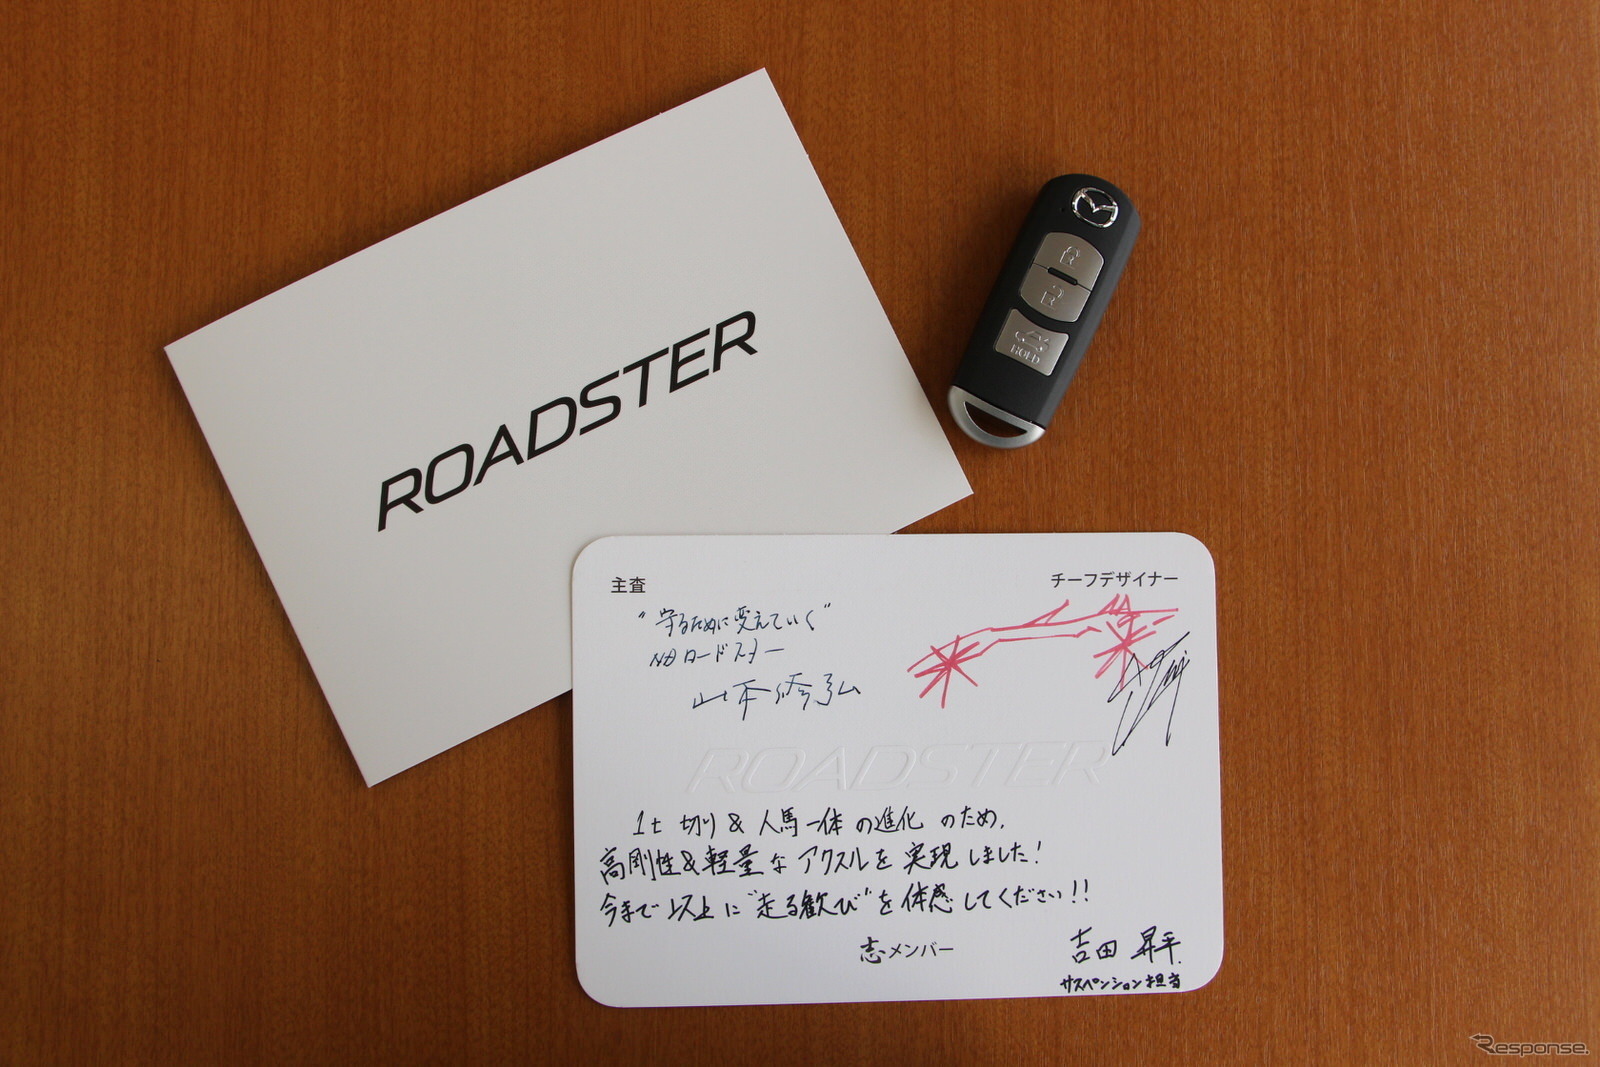 ROADSTER
HOLD
主査
チーフデザイナー
"守るために変えていく"
NDロードスター
山本修弘
ROADSTER
1t 切り & 人馬一体 の進化 のため,
高剛性&軽量な アクスルを 実現しました!
今まで以上に"走る歓び"を体感してください!!
志メンバー
吉田 昇平.
サスペンション担当
Response.